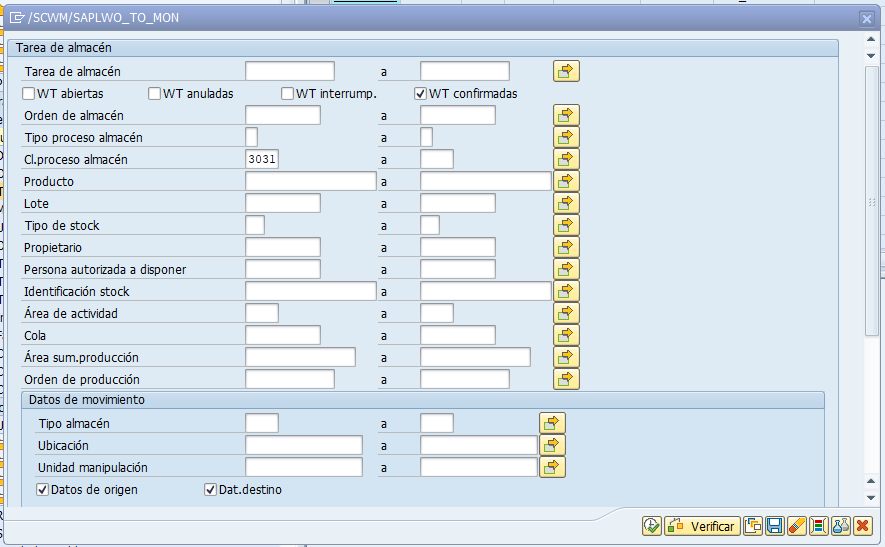 /SCWM/SAPLWO_TO_MON
Tarea de almacén
Tarea de almacén a
WT abiertas WT anuladas WT interrump. WT confirmadas
Orden de almacén a
Tipo proceso almacén a
Cl.proceso almacén 3031 a
Producto a
Lote a
Tipo de stock a
Propietario a
Persona autorizada a disponer a
Identificación stock a
Área de actividad a
Cola a
Área sum.producción a
Orden de producción a
Datos de movimiento
Tipo almacén a
Ubicación a
Unidad manipulación a
Datos de origen Dat.destino
Verificar